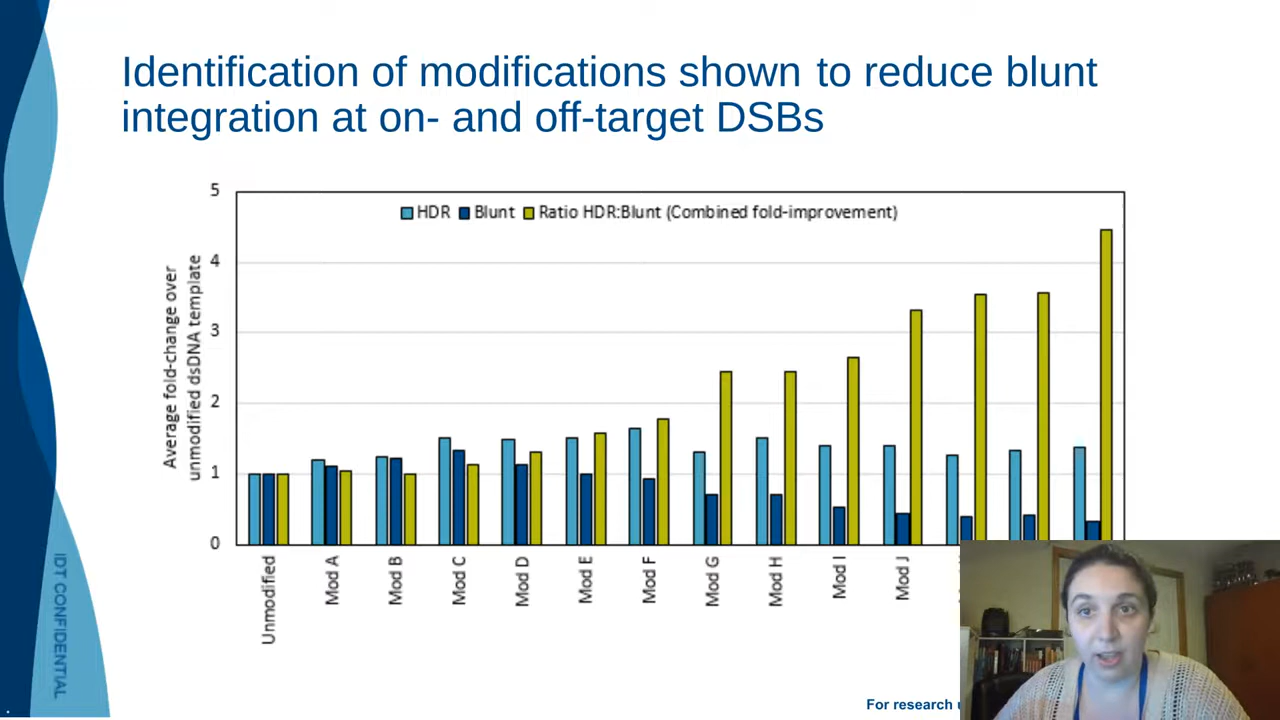 Identification of modifications shown to reduce blunt
integration at on- and off-target DSBs
5
HDR Blunt Ratio HDR:Blunt (Combined fold-improvement)
4
3
2
1
0
Average fold-change over
unmodified dsDNA template
Unmodified
Mod A
Mod B
Mod C
Mod D
Mod E
Mod F
Mod G
Mod H
Mod I
Mod J
IDT CONFIDENTIAL
For research